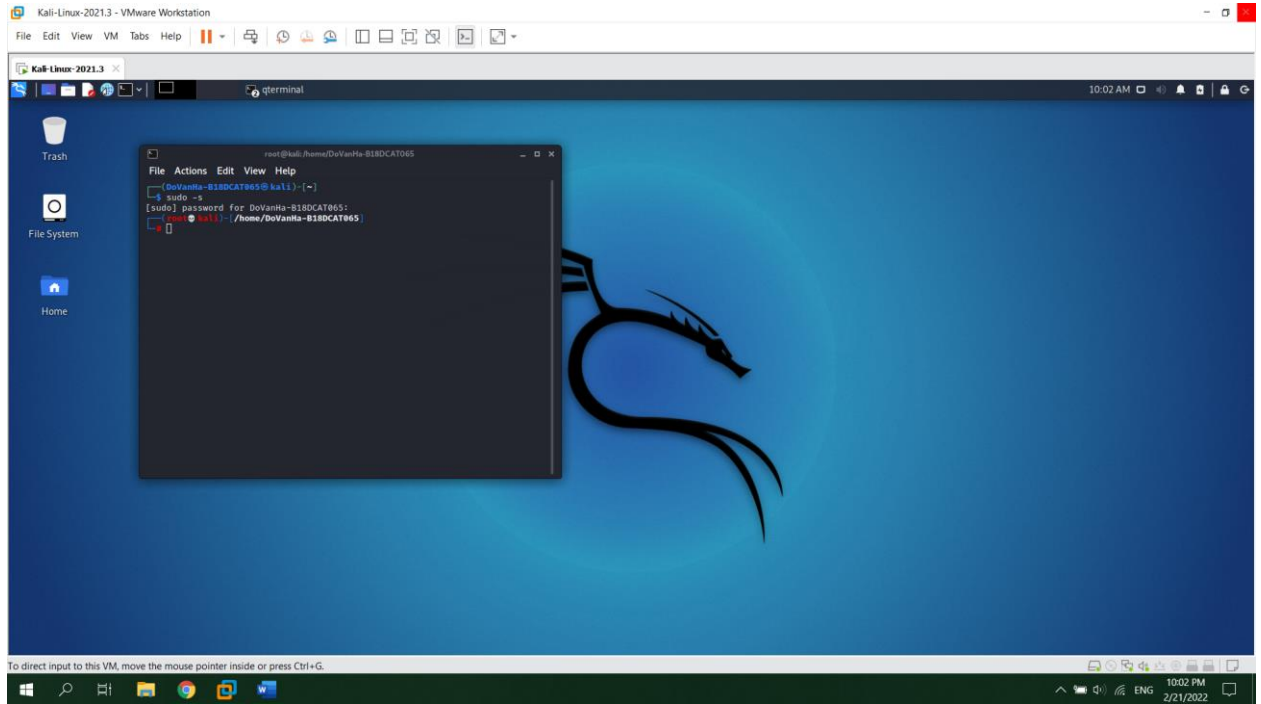 Kali-Linux-2021.3 - VMware Workstation
File Edit View VM Tabs Help
Kali-Linux-2021.3
qterminal
10:02 AM
Trash
File System
Home
root@kali: /home/DoVanHa-B18DCAT065
File Actions Edit View Help
(DoVanHa-B18DCAT065㉿kali)-[~]
$ sudo -s
[sudo] password for DoVanHa-B18DCAT065:
(root💀kali)-[/home/DoVanHa-B18DCAT065]
#
To direct input to this VM, move the mouse pointer inside or press Ctrl+G.
ENG
10:02 PM
2/21/2022